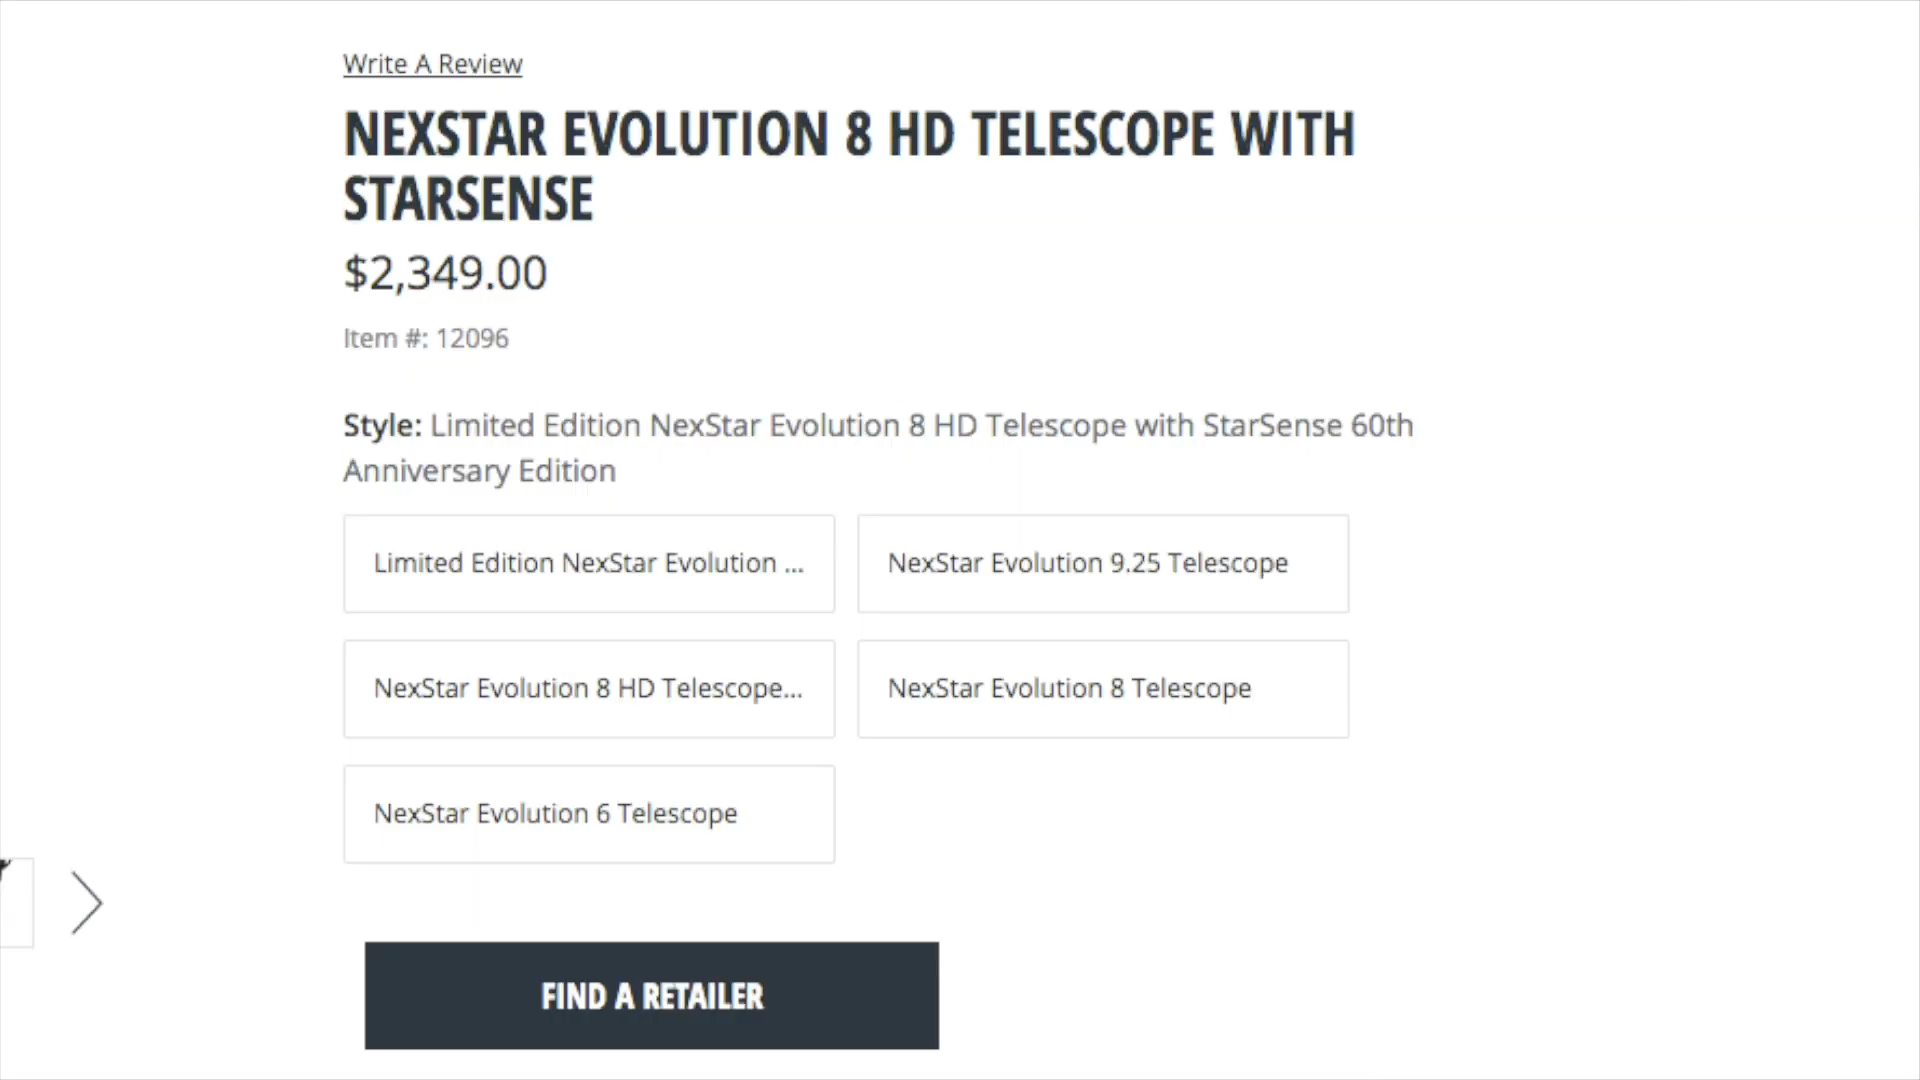 Write A Review
NEXSTAR EVOLUTION 8 HD TELESCOPE WITH
STARSENSE
$2,349.00
Item #: 12096
Style: Limited Edition NexStar Evolution 8 HD Telescope with StarSense 60th
Anniversary Edition
Limited Edition NexStar Evolution ...
NexStar Evolution 9.25 Telescope
NexStar Evolution 8 HD Telescope...
NexStar Evolution 8 Telescope
NexStar Evolution 6 Telescope
FIND A RETAILER